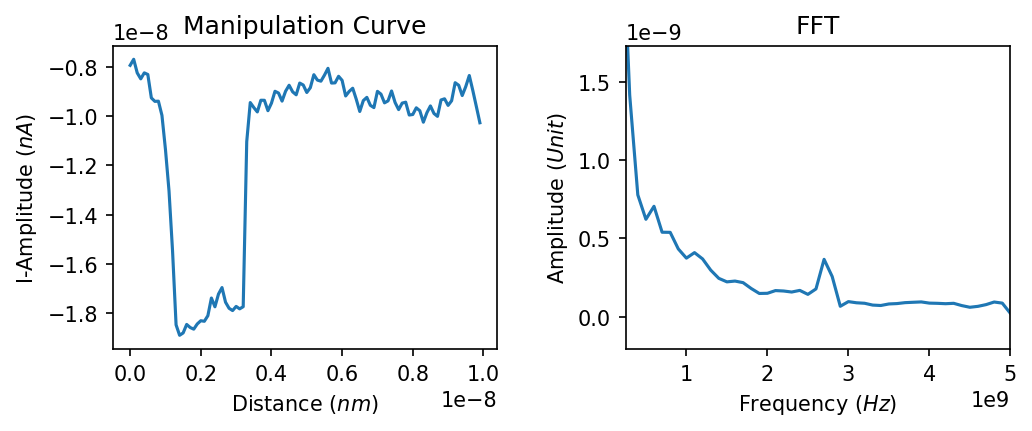 Manipulation Curve
1e−8
I-Amplitude (nA)
−0.8
−1.0
−1.2
−1.4
−1.6
−1.8
0.0 0.2 0.4 0.6 0.8 1.0
1e−8
Distance (nm)
FFT
1e−9
Amplitude (Unit)
1.5
1.0
0.5
0.0
1 2 3 4 5
1e9
Frequency (Hz)